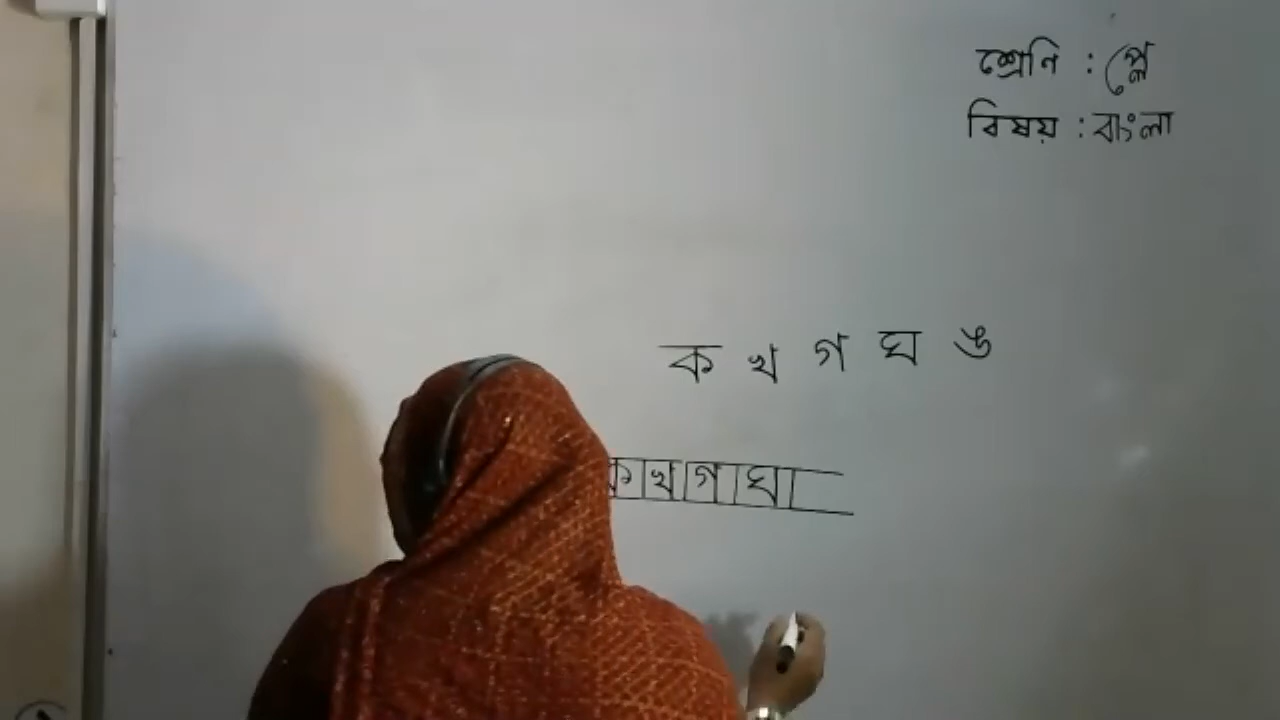 শ্রেণি : প্লে
বিষয় : বাংলা
ক খ গ ঘ ঙ
ক খ গ ঘ